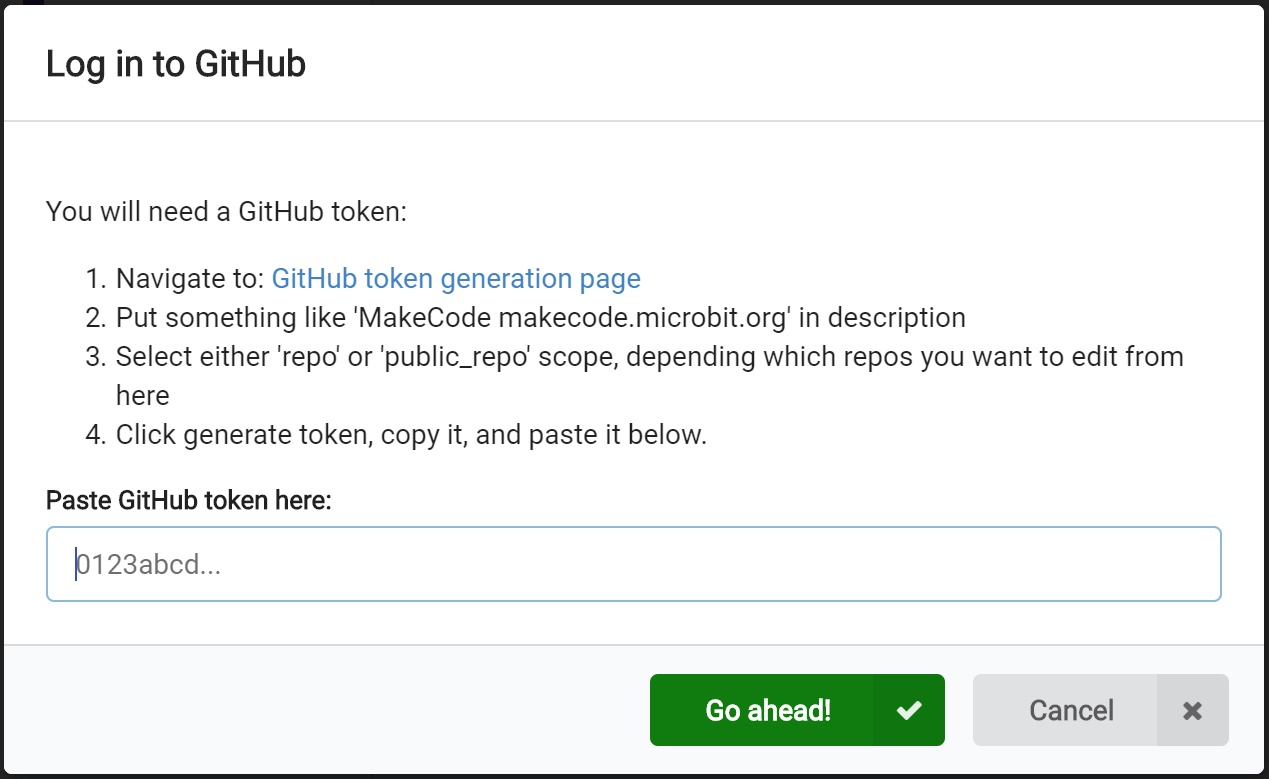 Log in to GitHub
You will need a GitHub token:
1. Navigate to: GitHub token generation page
2. Put something like 'MakeCode makecode.microbit.org' in description
3. Select either 'repo' or 'public_repo' scope, depending which repos you want to edit from
here
4. Click generate token, copy it, and paste it below.
Paste GitHub token here:
0123abcd...
Go ahead!
Cancel